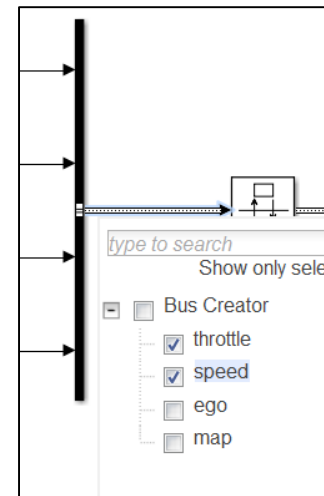 type to search
Show only sele
Bus Creator
throttle
speed
ego
map